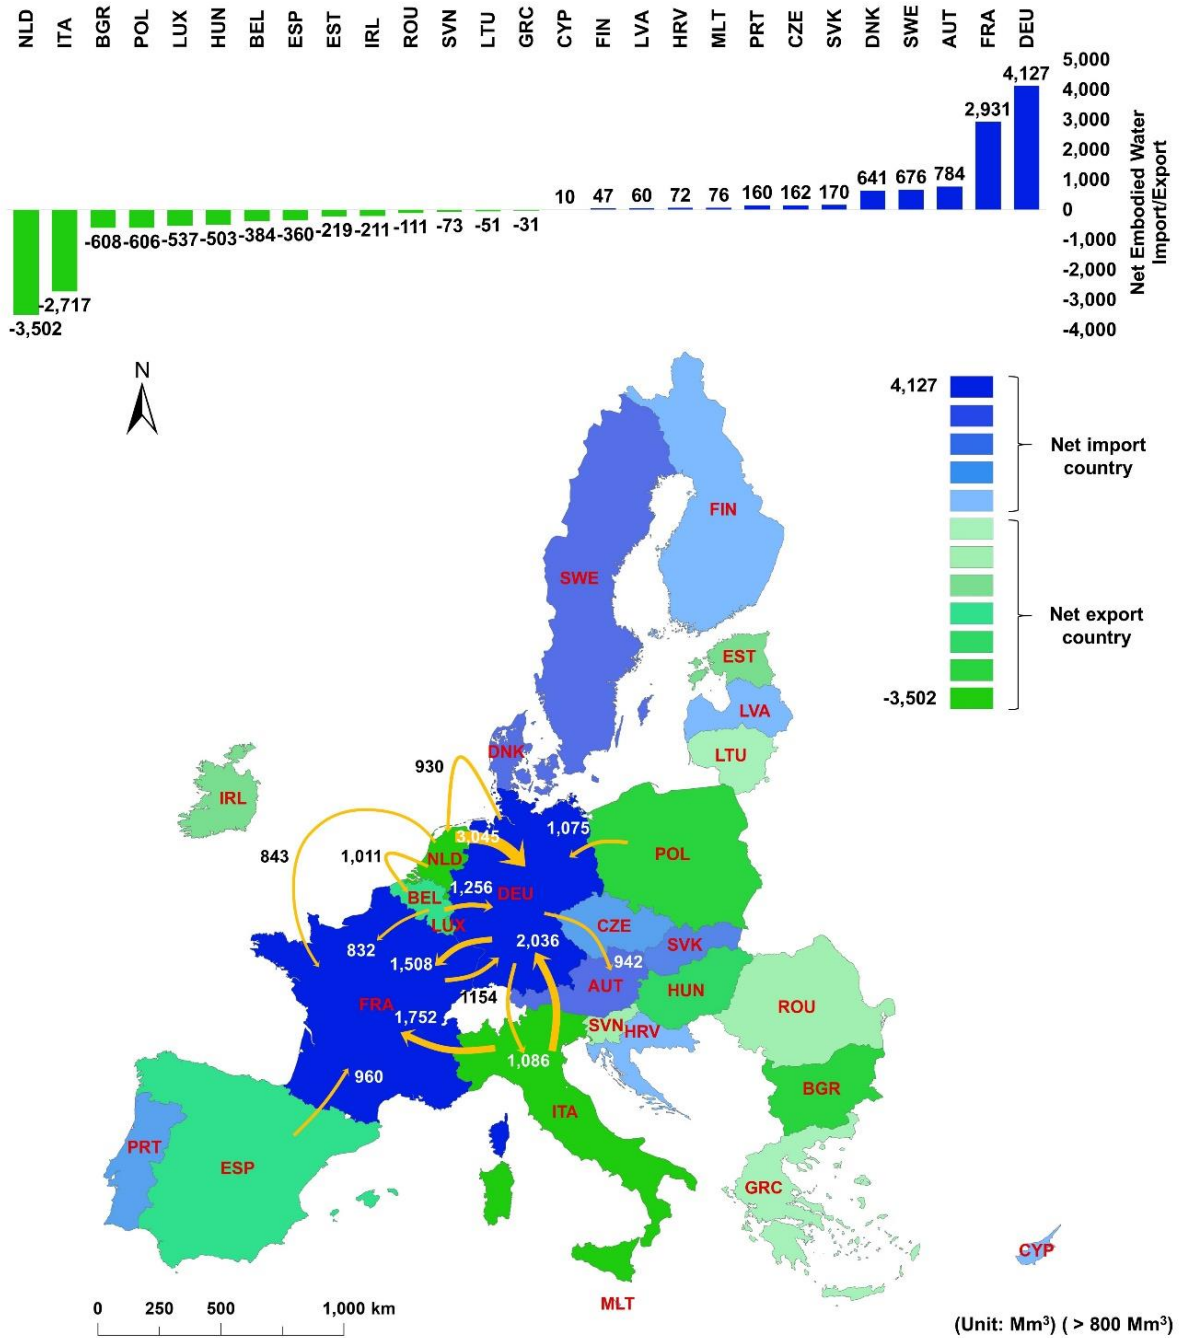 NLD ITA BGR POL LUX HUN BEL ESP EST IRL ROU SVN LTU GRC CYP FIN LVA HRV MLT PRT CZE SVK DNK SWE AUT FRA DEU
5,000
4,000
3,000
2,000
1,000
0
-1,000
-2,000
-3,000
-4,000
Net Embodied Water
Import/Export
-3,502 -2,717 -608 -606 -537 -503 -384 -360 -219 -211 -111 -73 -51 -31 10 47 60 72 76 160 162 170 641 676 784 2,931 4,127
N
4,127
Net import
country
Net export
country
-3,502
FIN
SWE
EST
LVA
LTU
DNK
930
IRL
3,045
1,075
843
1,011
NLD
POL
1,256
DEU
BEL
LUX
CZE
832
2,036
SVK
1,508
942
AUT
HUN
1154
FRA
ROU
1,752
SVN
HRV
1,086
960
BGR
ITA
PRT
ESP
GRC
CYP
MLT
0 250 500 1,000 km
(Unit: Mm³) ( > 800 Mm³)